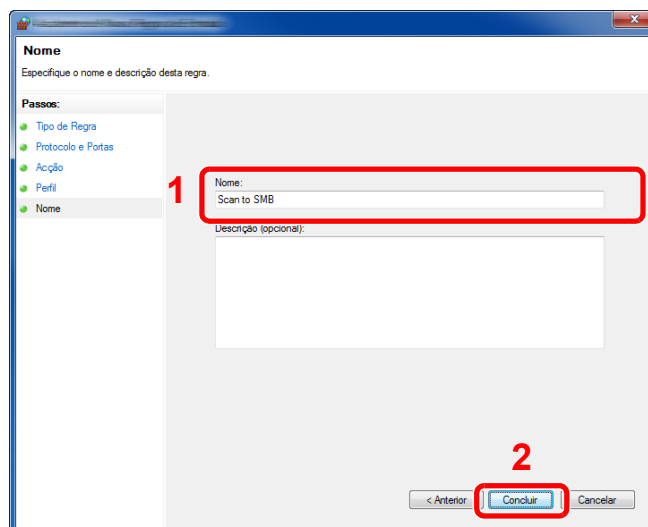 Nome
Especifique o nome e descrição desta regra.
Passos:
Tipo de Regra
Protocolo e Portas
Acção
Perfil
Nome
1
Nome:
Scan to SMB
Descrição (opcional):
2
< Anterior
Concluir
Cancelar